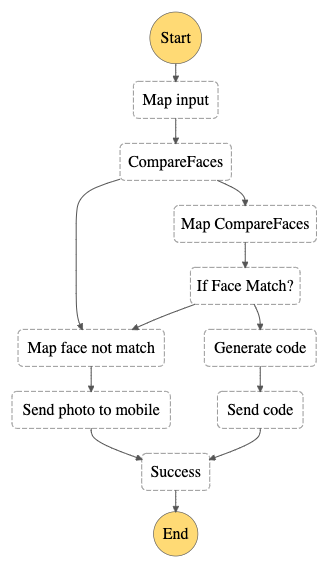 Start
Map input
CompareFaces
Map CompareFaces
If Face Match?
Map face not match
Generate code
Send photo to mobile
Send code
Success
End